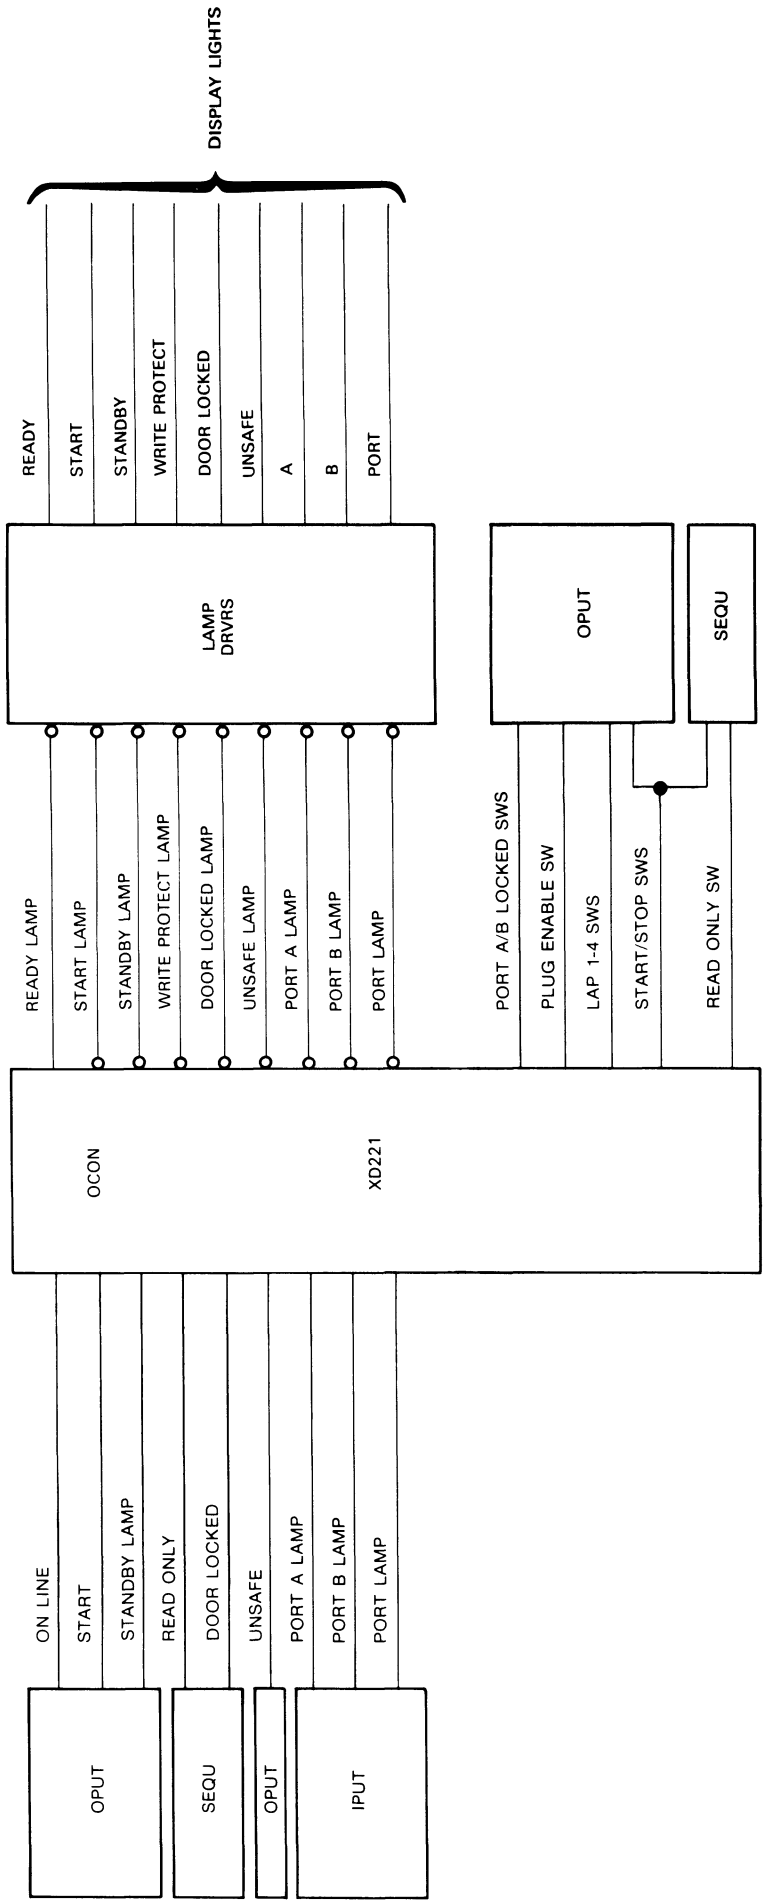 OPUT
SEQU
OPUT
IPUT
ON LINE
START
STANDBY LAMP
READ ONLY
DOOR LOCKED
UNSAFE
PORT A LAMP
PORT B LAMP
PORT LAMP
OCON
XD221
READY LAMP
START LAMP
STANDBY LAMP
WRITE PROTECT LAMP
DOOR LOCKED LAMP
UNSAFE LAMP
PORT A LAMP
PORT B LAMP
PORT LAMP
PORT A/B LOCKED SWS
PLUG ENABLE SW
LAP 1-4 SWS
START/STOP SWS
READ ONLY SW
LAMP
DRVRS
OPUT
SEQU
READY
START
STANDBY
WRITE PROTECT
DOOR LOCKED
UNSAFE
A
B
PORT
DISPLAY LIGHTS